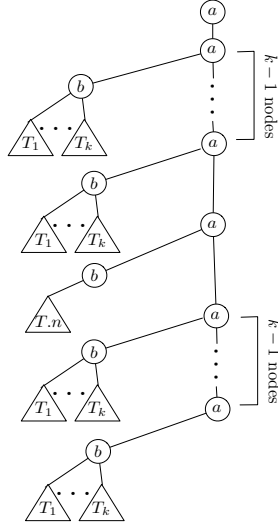 a
a
k − 1 nodes
b
T₁ · · · Tₖ
a
b
T₁ · · · Tₖ
a
b
T.n
a
k − 1 nodes
b
T₁ · · · Tₖ
a
b
T₁ · · · Tₖ